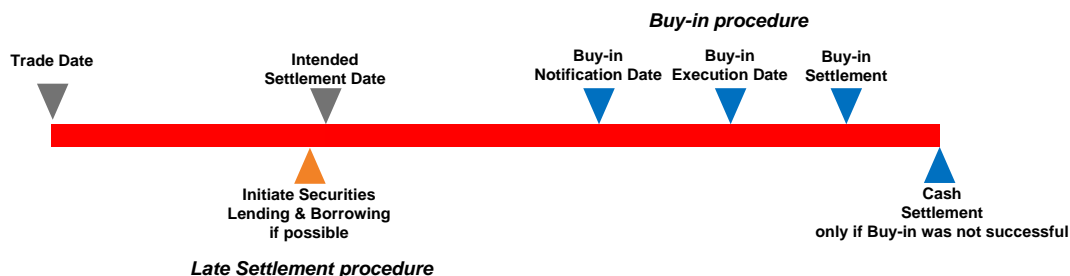 Buy-in procedure
Trade Date
Intended
Settlement Date
Buy-in
Notification Date
Buy-in
Execution Date
Buy-in
Settlement
Initiate Securities
Lending & Borrowing
if possible
Cash
Settlement
only if Buy-in was not successful
Late Settlement procedure